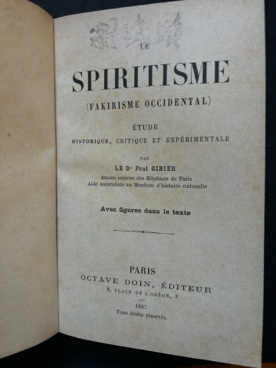 LE
SPIRITISME
(FAKIRISME OCCIDENTAL)
ÉTUDE
HISTORIQUE, CRITIQUE ET EXPÉRIMENTALE
PAR
LE Dr Paul GIBIER
Ancien interne des Hôpitaux de Paris
Aide naturaliste au Muséum d'histoire naturelle
Avec figures dans le texte
PARIS
OCTAVE DOIN, ÉDITEUR
8, PLACE DE L'ODÉON, 8
1887
Tous droits réservés.